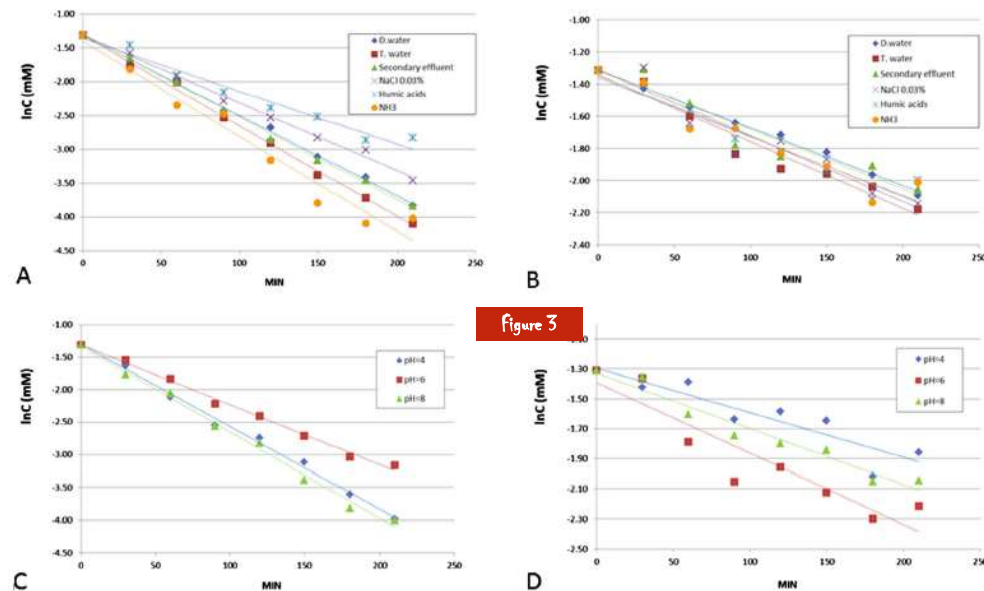 -1.00
-1.50
-2.00
-2.50
-3.00
-3.50
-4.00
-4.50
lnC (mM)
0
50
100
150
200
250
MIN
D.water
T. water
Secondary effluent
NaCl 0.03%
Humic acids
NH3
A
-1.00
-1.20
-1.40
-1.60
-1.80
-2.00
-2.20
-2.40
lnC (mM)
0
50
100
150
200
250
MIN
D.water
T. water
Secondary effluent
NaCl 0.03%
Humic acids
NH3
B
Figure 3
-1.00
-1.50
-2.00
-2.50
-3.00
-3.50
-4.00
-4.50
lnC (mM)
0
50
100
150
200
250
MIN
pH=4
pH=6
pH=8
C
-1.30
-1.50
-1.70
-1.90
-2.10
-2.30
-2.50
lnC (mM)
0
50
100
150
200
250
MIN
pH=4
pH=6
pH=8
D